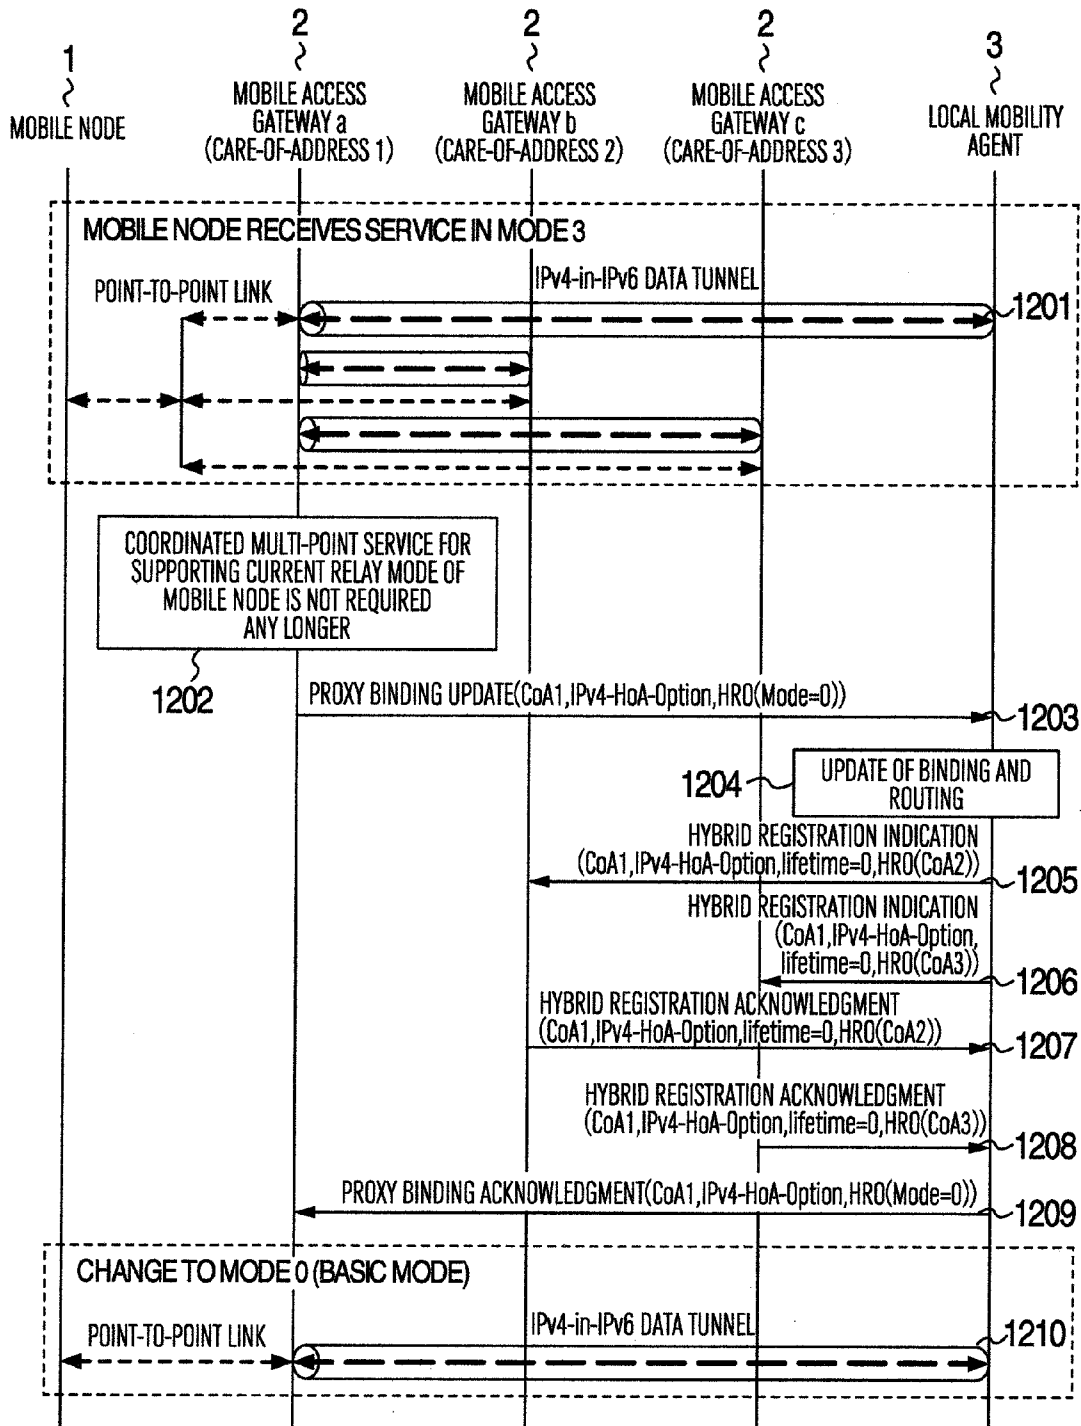 1
MOBILE NODE
2
MOBILE ACCESS
GATEWAY a
(CARE-OF-ADDRESS 1)
2
MOBILE ACCESS
GATEWAY b
(CARE-OF-ADDRESS 2)
2
MOBILE ACCESS
GATEWAY c
(CARE-OF-ADDRESS 3)
3
LOCAL MOBILITY
AGENT
MOBILE NODE RECEIVES SERVICE IN MODE 3
POINT-TO-POINT LINK
IPv4-in-IPv6 DATA TUNNEL
1201
COORDINATED MULTI-POINT SERVICE FOR
SUPPORTING CURRENT RELAY MODE OF
MOBILE NODE IS NOT REQUIRED
ANY LONGER
1202
PROXY BINDING UPDATE(CoA1,IPv4-HoA-Option,HRO(Mode=0))
1203
1204
UPDATE OF BINDING AND
ROUTING
HYBRID REGISTRATION INDICATION
(CoA1,IPv4-HoA-Option,lifetime=0,HRO(CoA2))
1205
HYBRID REGISTRATION INDICATION
(CoA1,IPv4-HoA-Option,
lifetime=0,HRO(CoA3))
1206
HYBRID REGISTRATION ACKNOWLEDGMENT
(CoA1,IPv4-HoA-Option,lifetime=0,HRO(CoA2))
1207
HYBRID REGISTRATION ACKNOWLEDGMENT
(CoA1,IPv4-HoA-Option,lifetime=0,HRO(CoA3))
1208
PROXY BINDING ACKNOWLEDGMENT(CoA1,IPv4-HoA-Option,HRO(Mode=0))
1209
CHANGE TO MODE 0 (BASIC MODE)
POINT-TO-POINT LINK
IPv4-in-IPv6 DATA TUNNEL
1210